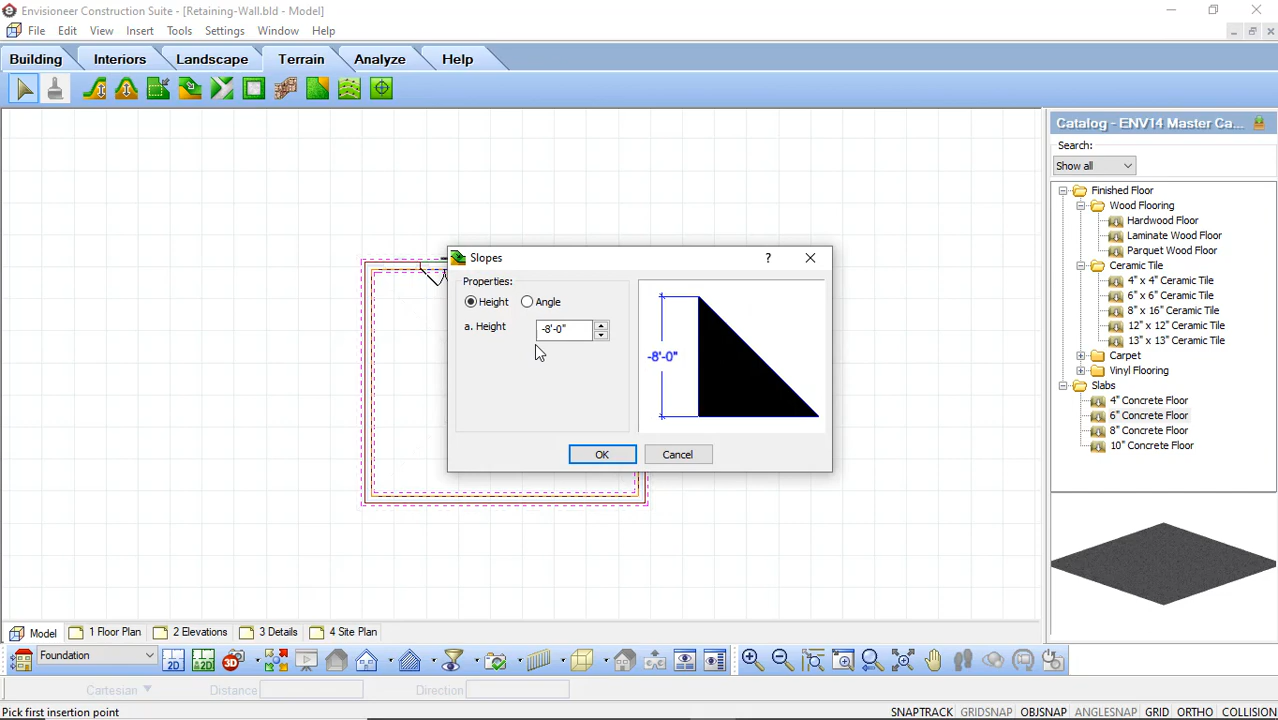 Envisioneer Construction Suite - [Retaining-Wall.bld - Model]
File Edit View Insert Tools Settings Window Help
Building Interiors Landscape Terrain Analyze Help
Catalog - ENV14 Master Ca...
Search:
Show all
Finished Floor
Wood Flooring
Hardwood Floor
Laminate Wood Floor
Parquet Wood Floor
Ceramic Tile
4" x 4" Ceramic Tile
6" x 6" Ceramic Tile
8" x 16" Ceramic Tile
12" x 12" Ceramic Tile
13" x 13" Ceramic Tile
Carpet
Vinyl Flooring
Slabs
4" Concrete Floor
6" Concrete Floor
8" Concrete Floor
10" Concrete Floor
Slopes
Properties:
Height Angle
a. Height -8'-0"
-8'-0"
OK Cancel
Model 1 Floor Plan 2 Elevations 3 Details 4 Site Plan
Foundation 2D 2D 3D
Cartesian Distance Direction
Pick first insertion point SNAPTRACK GRIDSNAP OBJSNAP ANGLESNAP GRID ORTHO COLLISION